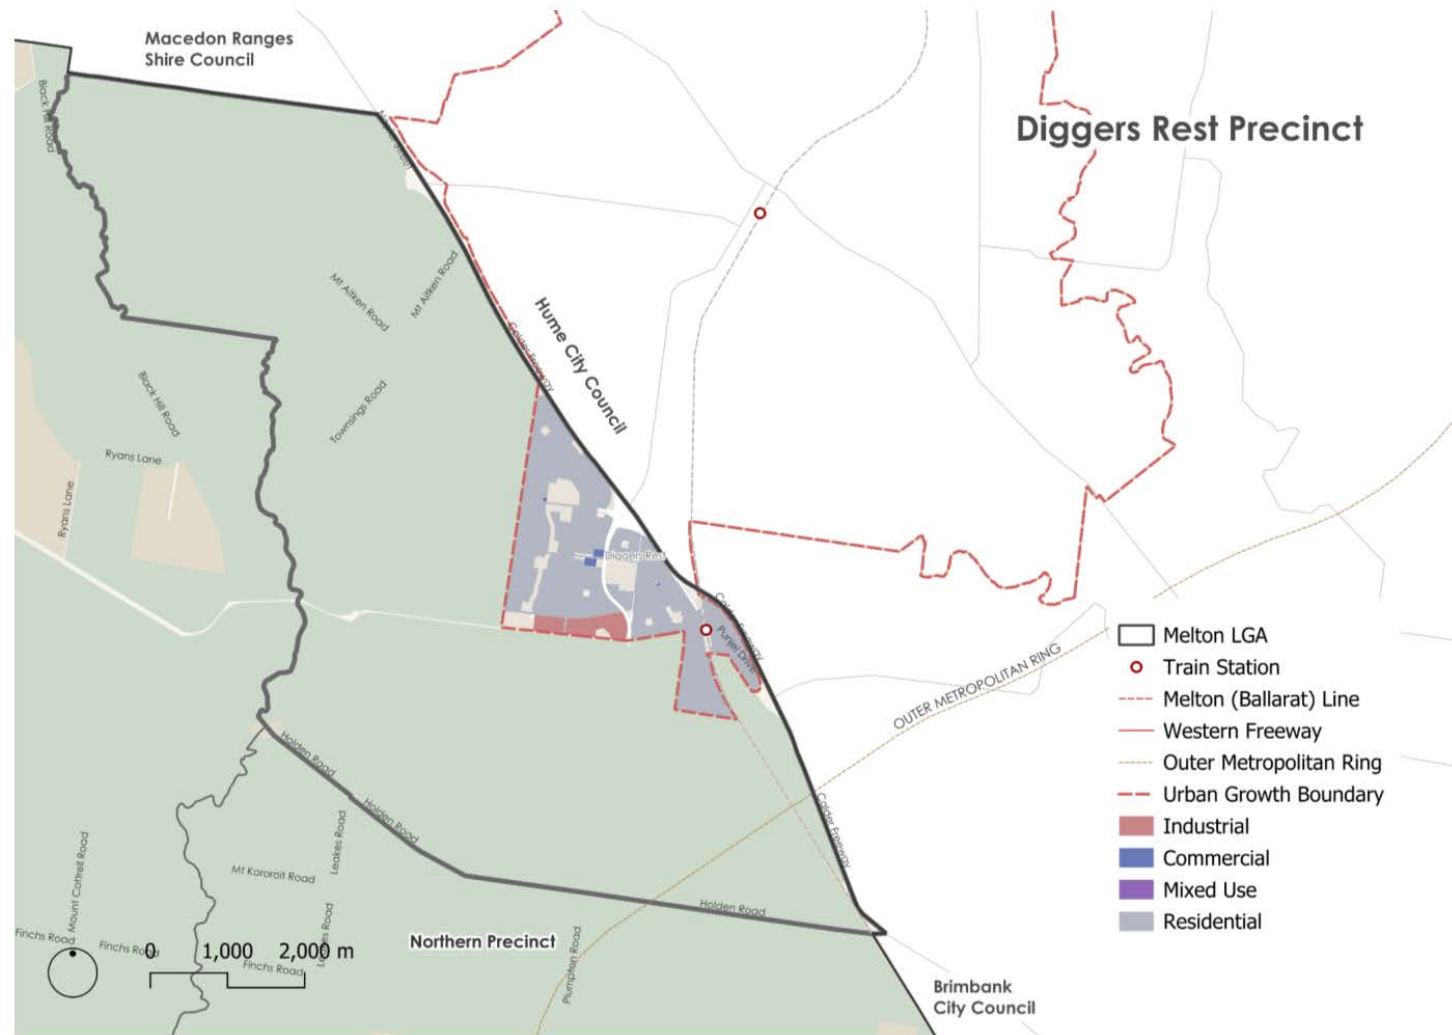 Macedon Ranges
Shire Council
Diggers Rest Precinct
Black Hill Road
Mt Aitken Road
Mt Aitken Road
Hume City Council
Calder Freeway
Black Hill Road
Townsings Road
Ryans Lane
Ryans Lane
Diggers Rest
Calder Freeway
Punjel Drive
OUTER METROPOLITAN RING
Melton LGA
Train Station
Melton (Ballarat) Line
Western Freeway
Outer Metropolitan Ring
Urban Growth Boundary
Industrial
Commercial
Mixed Use
Residential
Holden Road
Holden Road
Calder Freeway
Mount Cottrell Road
Leakes Road
Mt Kororoit Road
Holden Road
Finchs Road
Finchs Road
Finchs Road
Leakes Road
0 1,000 2,000 m
Northern Precinct
Plumpton Road
Brimbank
City Council